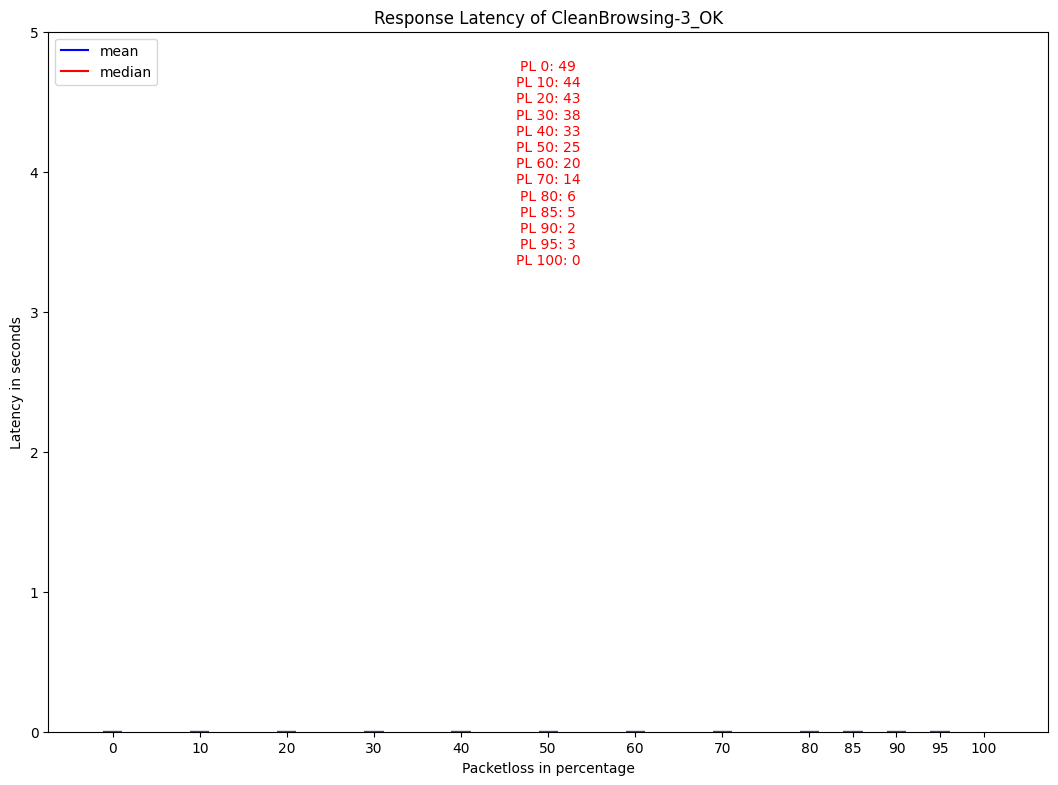 Response Latency of CleanBrowsing-3_OK
mean
median
PL 0: 49
PL 10: 44
PL 20: 43
PL 30: 38
PL 40: 33
PL 50: 25
PL 60: 20
PL 70: 14
PL 80: 6
PL 85: 5
PL 90: 2
PL 95: 3
PL 100: 0
5
4
3
2
1
0
Latency in seconds
0 10 20 30 40 50 60 70 80 85 90 95 100
Packetloss in percentage